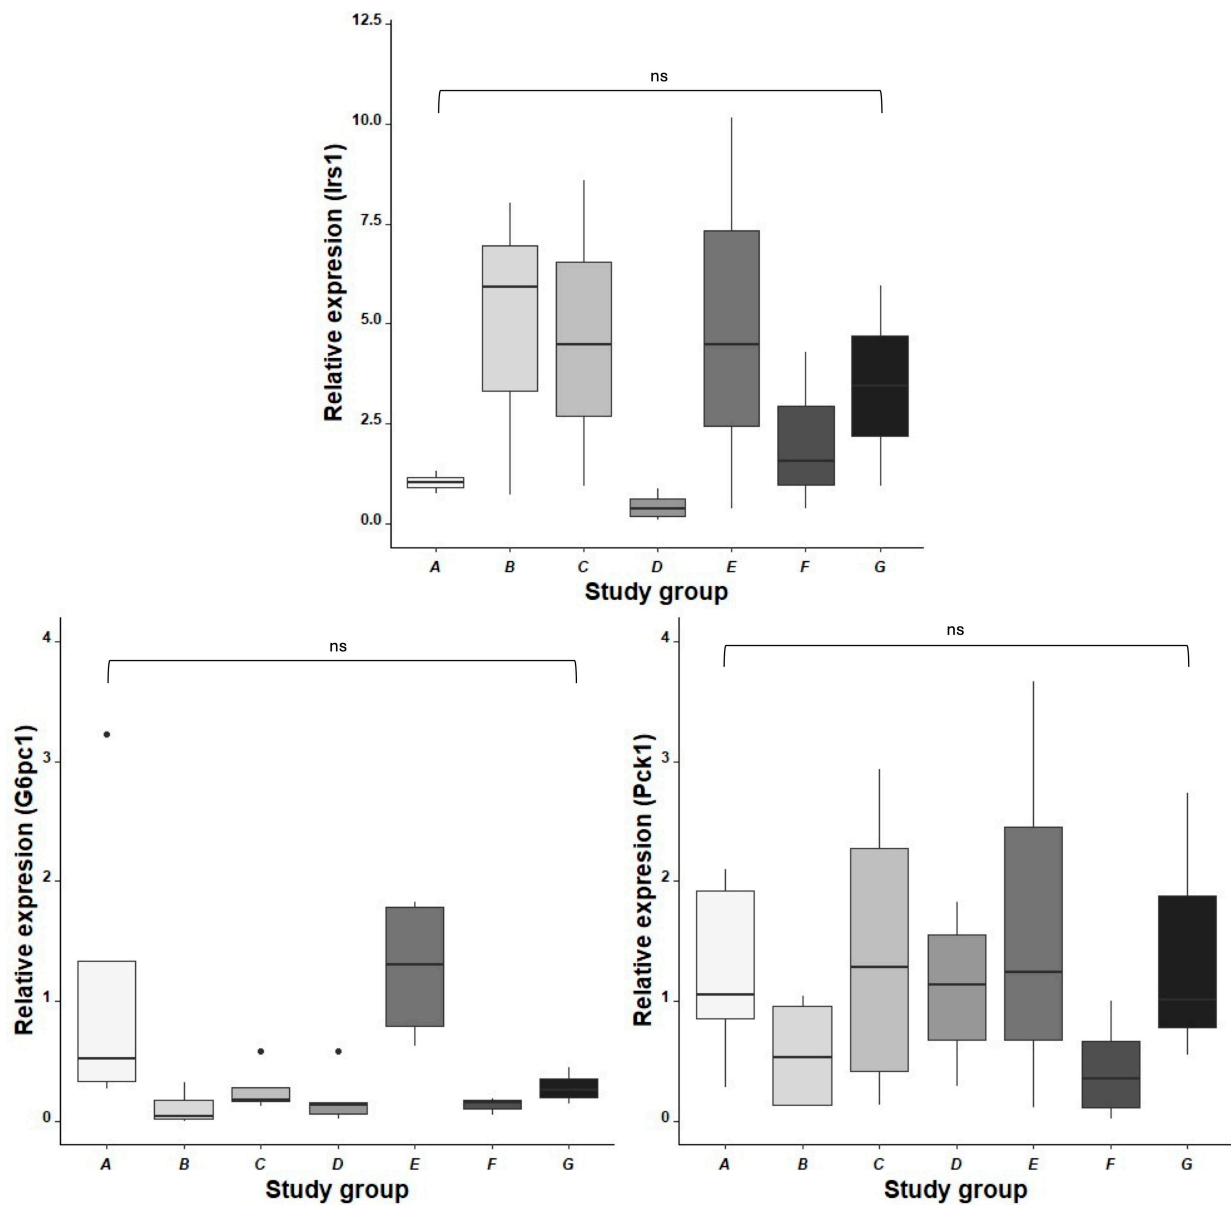 12.5
ns
10.0
7.5
5.0
2.5
0.0
Relative expresion (Irs1)
A B C D E F G
Study group
4
ns
3
2
1
0
Relative expresion (G6pc1)
A B C D E F G
Study group
4
ns
3
2
1
0
Relative expresion (Pck1)
A B C D E F G
Study group